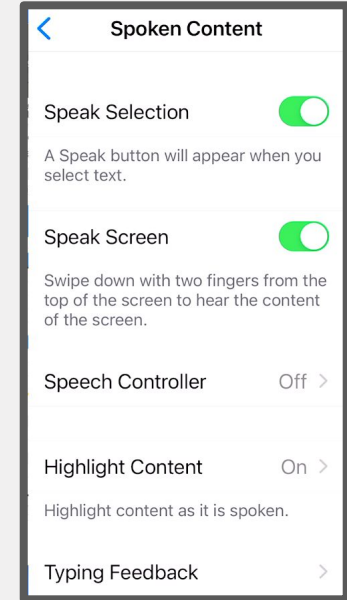 Spoken Content
Speak Selection
A Speak button will appear when you
select text.
Speak Screen
Swipe down with two fingers from the
top of the screen to hear the content
of the screen.
Speech Controller Off
Highlight Content On
Highlight content as it is spoken.
Typing Feedback